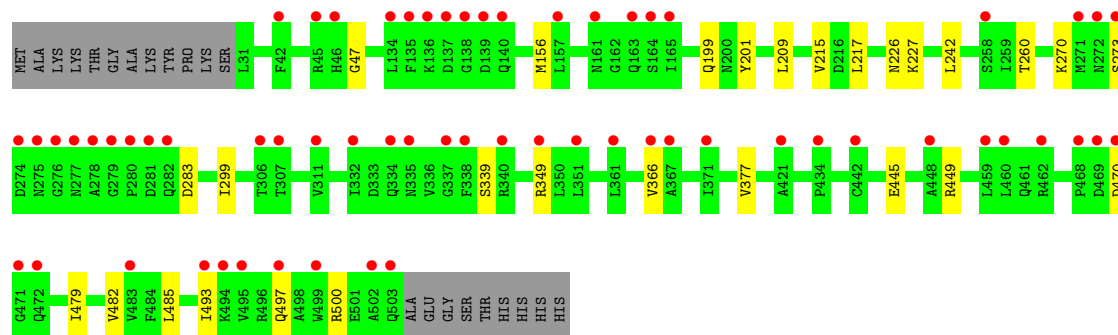 MET ALA LYS LYS THR GLY ALA LYS TYR PRO LYS SER L31 F42 R45 H46 G47 L134 F135 K136 D137 G138 D139 Q140 M156 L157 N161 G162 Q163 S164 I165 Q199 N200 Y201 L209 V215 D216 L217 N226 K227 L242 S258 I259 T260 K270 M271 N272 S273
D274 N275 G276 N277 A278 G279 P280 D281 Q282 D283 I299 T306 T307 V311 I332 D333 Q334 N335 V336 G337 F338 S339 R340 R349 L350 L351 L361 V366 A367 I371 V377 A421 P434 C442 E445 A448 R449 L459 L460 Q461 R462 P468 D469 D470
G471 Q472 I479 V482 V483 F484 L485 I493 K494 V495 R496 Q497 A498 W499 R500 E501 A502 Q503 ALA GLU GLY SER THR HIS HIS HIS HIS